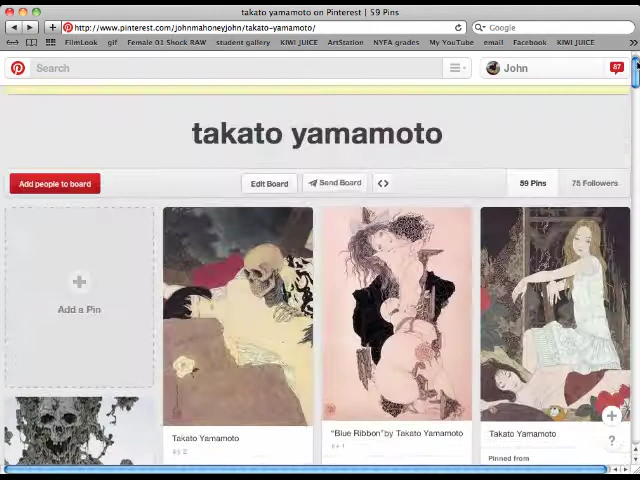 takato yamamoto on Pinterest | 59 Pins
http://www.pinterest.com/johnmahoneyjohn/takato-yamamoto/
Google
FilmLook gif Female 01 Shock RAW student gallery KIWI JUICE ArtStation NYFA grades My YouTube email Facebook KIWI JUICE
Search
John
87
takato yamamoto
Add people to board
Edit Board
Send Board
<>
59 Pins
75 Followers
Add a Pin
Takato Yamamoto
2
"Blue Ribbon"by Takato Yamamoto
1
Takato Yamamoto
Pinned from
?